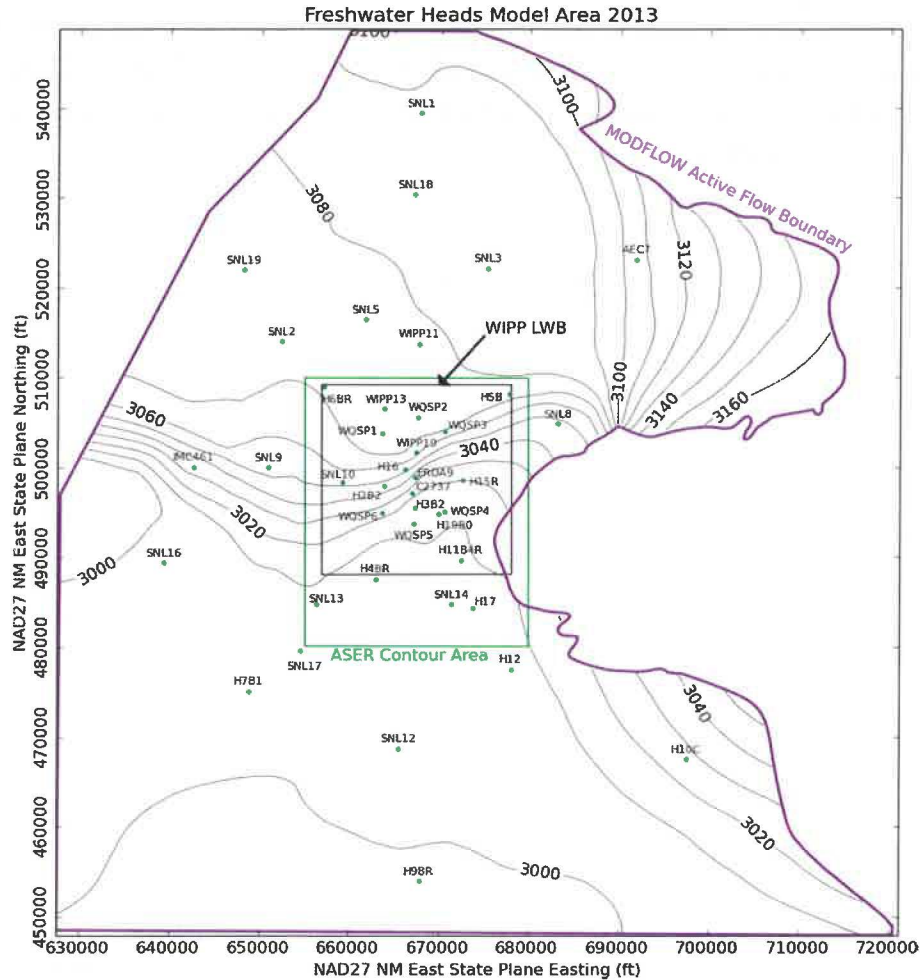 Freshwater Heads Model Area 2013
3100
SNL1
3100
MODFLOW Active Flow Boundary
SNL18
3080
SNL19
SNL3
AEC7
3120
SNL5
SNL2
WIPP11
WIPP LWB
H6BR
WIPP13
H5B
3100
3140
3160
WQSP2
3060
WQSP1
WQSP3
SNL8
WIPP19
3040
IMC461
SNL9
H16
ERDA9
SNL10
C2737
H15R
H2B2
H3B2
WQSP4
WQSP6
H19B0
3020
WQSP5
SNL16
H11B4R
3000
H4BR
SNL13
SNL14
H17
ASER Contour Area
SNL17
H12
H7B1
3040
SNL12
H10C
3020
3000
H9BR
540000
530000
520000
510000
500000
490000
480000
470000
460000
450000
NAD27 NM East State Plane Northing (ft)
630000 640000 650000 660000 670000 680000 690000 700000 710000 720000
NAD27 NM East State Plane Easting (ft)